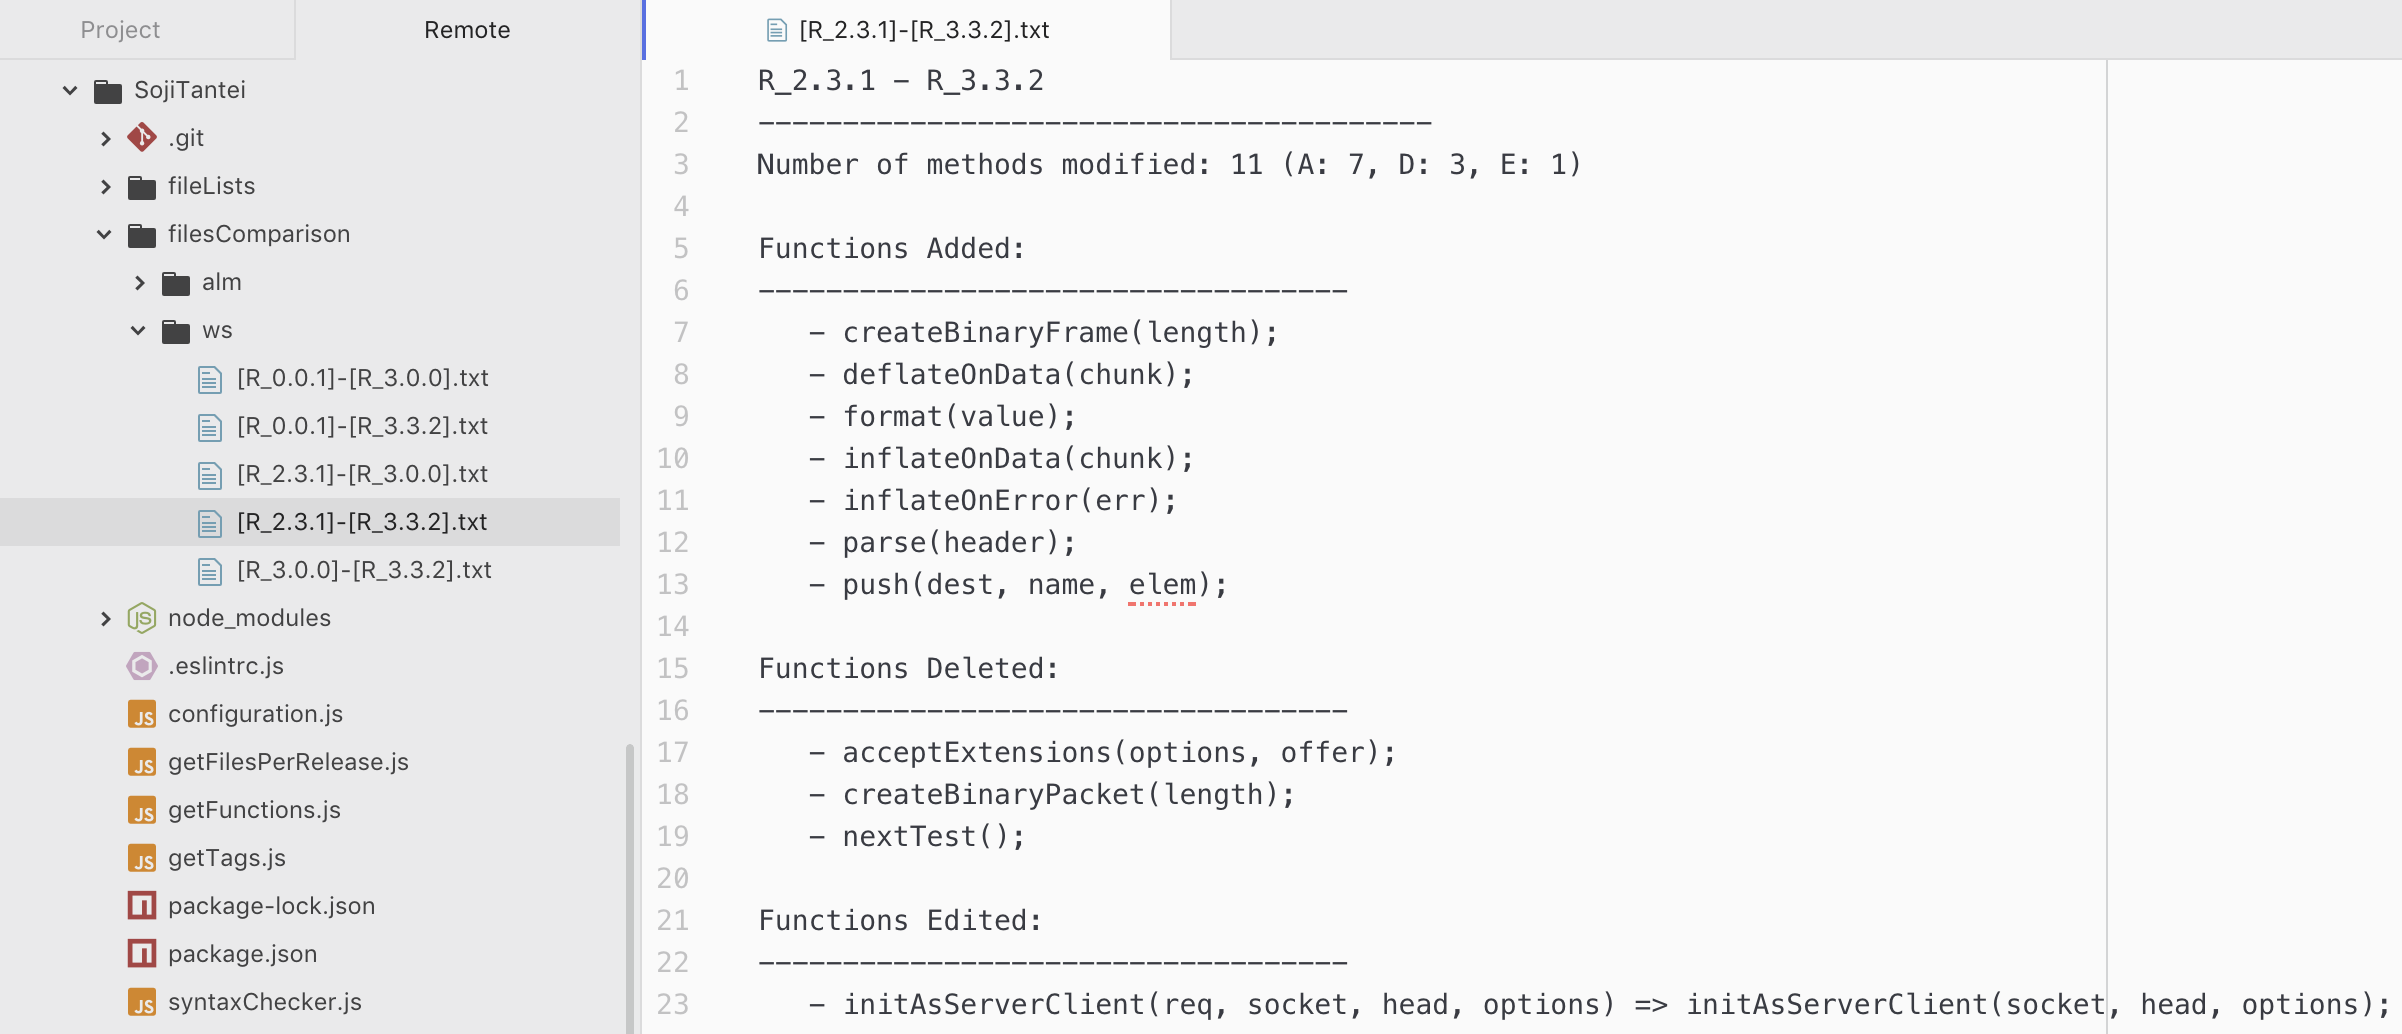 Project
Remote
SojiTantei
.git
fileLists
filesComparison
alm
ws
[R_0.0.1]-[R_3.0.0].txt
[R_0.0.1]-[R_3.3.2].txt
[R_2.3.1]-[R_3.0.0].txt
[R_2.3.1]-[R_3.3.2].txt
[R_3.0.0]-[R_3.3.2].txt
node_modules
.eslintrc.js
JS configuration.js
JS getFilesPerRelease.js
JS getFunctions.js
JS getTags.js
package-lock.json
package.json
JS syntaxChecker.js
[R_2.3.1]-[R_3.3.2].txt
1 R_2.3.1 - R_3.3.2
2 ----------------------------------------
3 Number of methods modified: 11 (A: 7, D: 3, E: 1)
4
5 Functions Added:
6 -----------------------------------
7 - createBinaryFrame(length);
8 - deflateOnData(chunk);
9 - format(value);
10 - inflateOnData(chunk);
11 - inflateOnError(err);
12 - parse(header);
13 - push(dest, name, elem);
14
15 Functions Deleted:
16 -----------------------------------
17 - acceptExtensions(options, offer);
18 - createBinaryPacket(length);
19 - nextTest();
20
21 Functions Edited:
22 -----------------------------------
23 - initAsServerClient(req, socket, head, options) => initAsServerClient(socket, head, options);